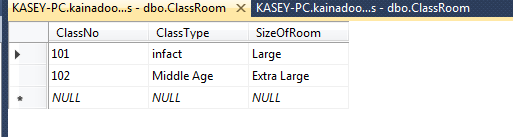 KASEY-PC.kainadoo...s - dbo.ClassRoom KASEY-PC.kainadoo...s - dbo.ClassRoom
ClassNo ClassType SizeOfRoom
101 infact Large
102 Middle Age Extra Large
* NULL NULL NULL